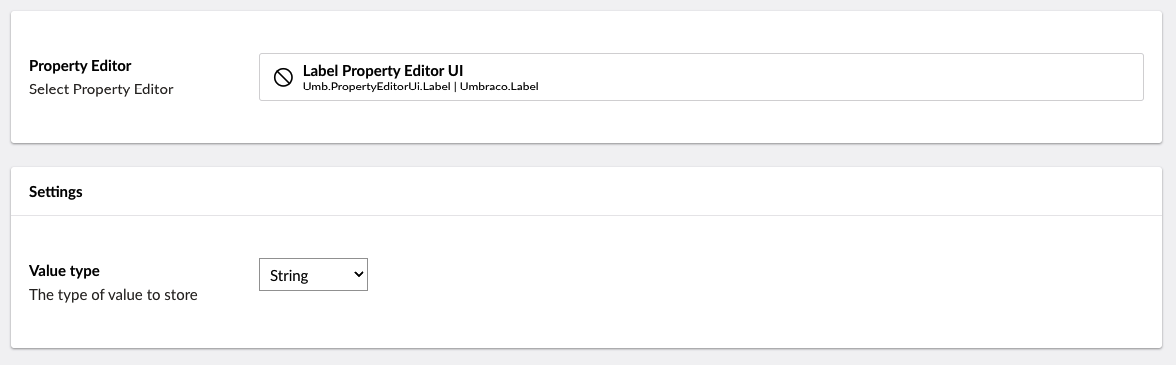 Property Editor
Select Property Editor
Label Property Editor UI
Umb.PropertyEditorUi.Label | Umbraco.Label
Settings
Value type
The type of value to store
String